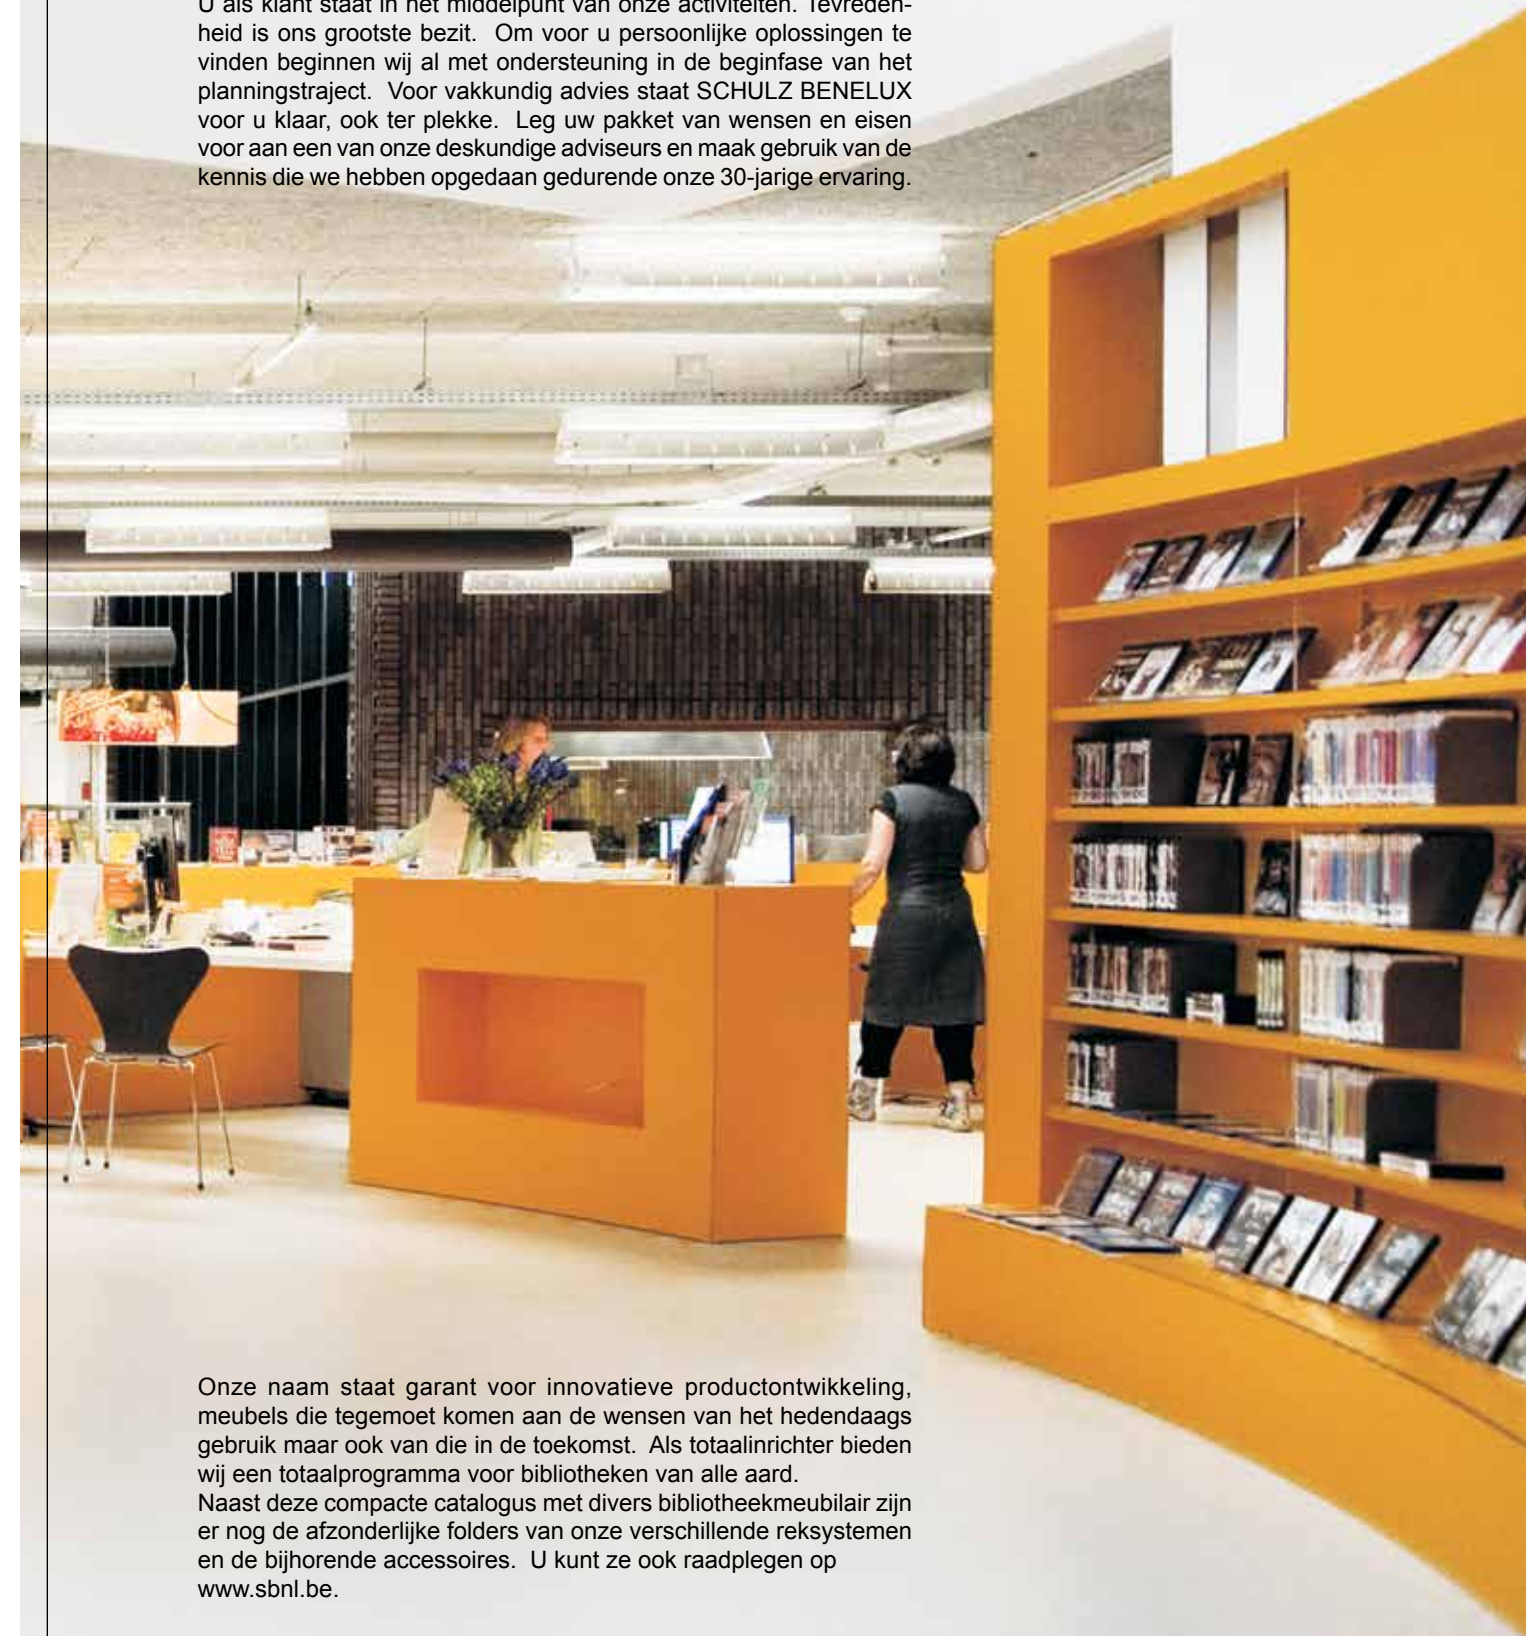 U als klant staat in het middelpunt van onze activiteiten. Tevreden-
heid is ons grootste bezit. Om voor u persoonlijke oplossingen te
vinden beginnen wij al met ondersteuning in de beginfase van het
planningstraject. Voor vakkundig advies staat SCHULZ BENELUX
voor u klaar, ook ter plekke. Leg uw pakket van wensen en eisen
voor aan een van onze deskundige adviseurs en maak gebruik van de
kennis die we hebben opgedaan gedurende onze 30-jarige ervaring.
Onze naam staat garant voor innovatieve productontwikkeling,
meubels die tegemoet komen aan de wensen van het hedendaags
gebruik maar ook van die in de toekomst. Als totaalinrichter bieden
wij een totaalprogramma voor bibliotheken van alle aard.
Naast deze compacte catalogus met divers bibliotheekmeubilair zijn
er nog de afzonderlijke folders van onze verschillende reksystemen
en de bijhorende accessoires. U kunt ze ook raadplegen op
www.sbnl.be.